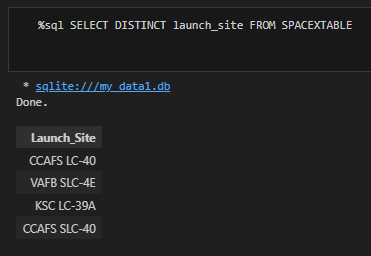 %sql SELECT DISTINCT launch_site FROM SPACEXTABLE
* sqlite:///my_data1.db
Done.
Launch_Site
CCAFS LC-40
VAFB SLC-4E
KSC LC-39A
CCAFS SLC-40